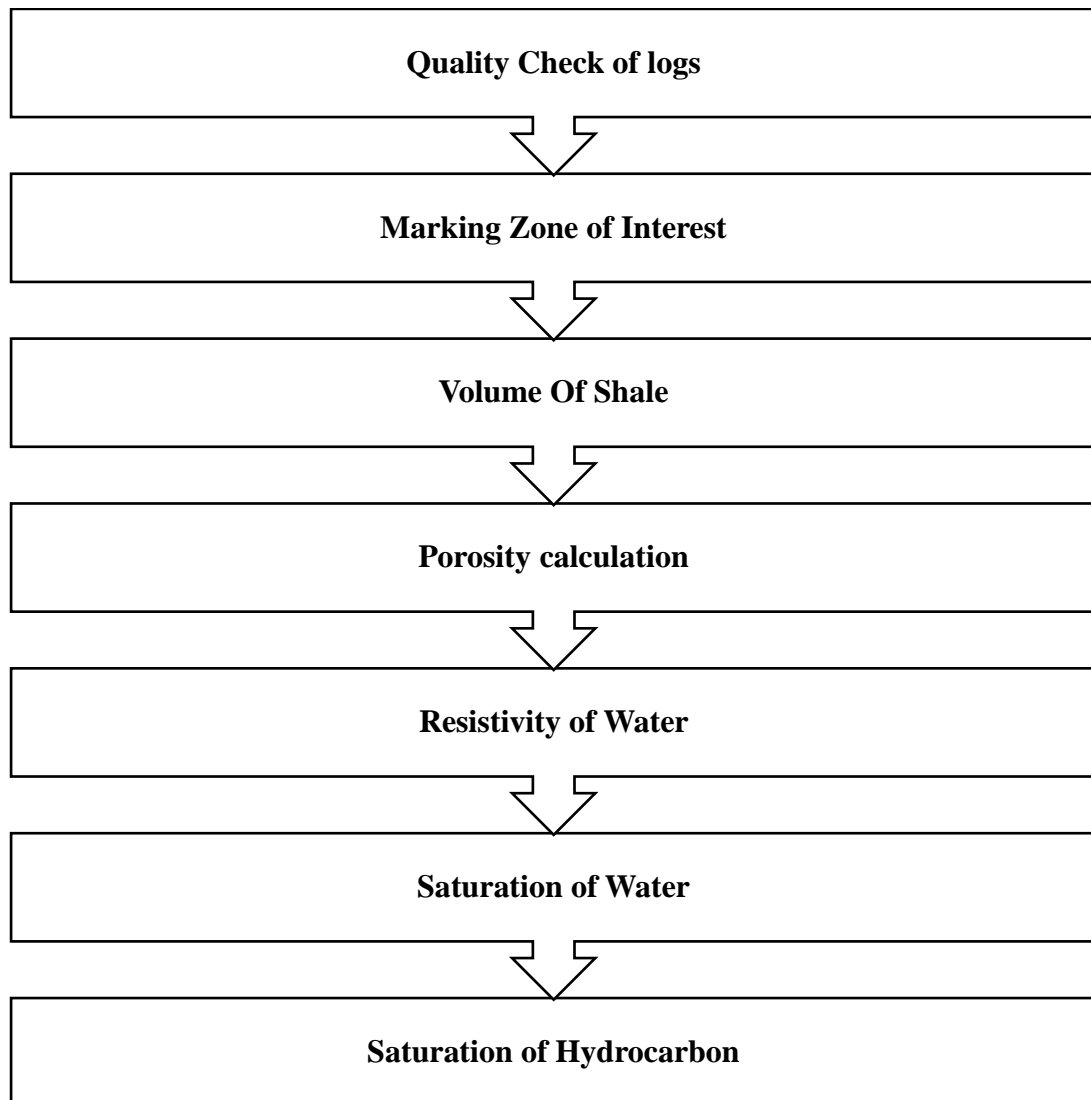 Quality Check of logs
Marking Zone of Interest
Volume Of Shale
Porosity calculation
Resistivity of Water
Saturation of Water
Saturation of Hydrocarbon